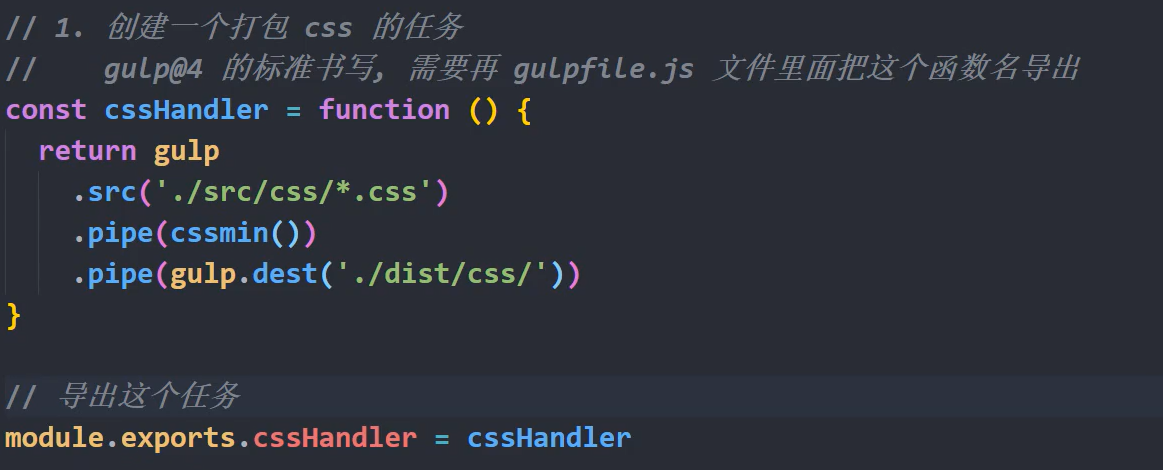 // 1. 创建一个打包 css 的任务
//    gulp@4 的标准书写, 需要再 gulpfile.js 文件里面把这个函数名导出
const cssHandler = function () {
  return gulp
    .src('./src/css/*.css')
    .pipe(cssmin())
    .pipe(gulp.dest('./dist/css/'))
}
// 导出这个任务
module.exports.cssHandler = cssHandler